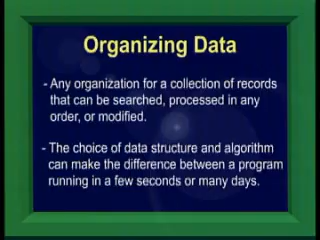 Organizing Data
- Any organization for a collection of records
that can be searched, processed in any
order, or modified.
- The choice of data structure and algorithm
can make the difference between a program
running in a few seconds or many days.